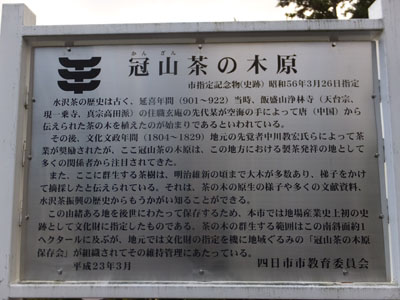 かんざん
冠山茶の木原
市指定記念物(史跡) 昭和56年3月26日指定
水沢茶の歴史は古く、延喜年間(901〜922)当時、飯盛山浄林寺(天台宗、
現一乗寺、真宗高田派)の住職玄庵の先代某が空海の手によって唐(中国)から
伝えられた茶の木を植えたのが始まりであるといわれている。
その後、文化文政年間(1804〜1829)地元の先覚者中川教宏氏らによって茶
業が奨励されたが、ここ冠山茶の木原は、この地方における製茶発祥の地として
多くの関係者から注目されてきた。
また、ここに群生する茶樹は、明治維新の頃まで大木が多数あり、梯子をかけ
て摘採したと伝えられている。それは、茶の木の原生の様子や多くの文献資料、
水沢茶振興の歴史からもうかがい知ることができる。
この由緒ある地を後世にわたって保存するため、本市では地場産業史上初の史
跡として文化財に指定したものである。茶の木の群生する範囲はこの南斜面約1
ヘクタールに及ぶが、地元では文化財の指定を機に地域ぐるみの「冠山茶の木原
保存会」が組織されてその維持管理にあたっている。
平成23年3月
四日市市教育委員会